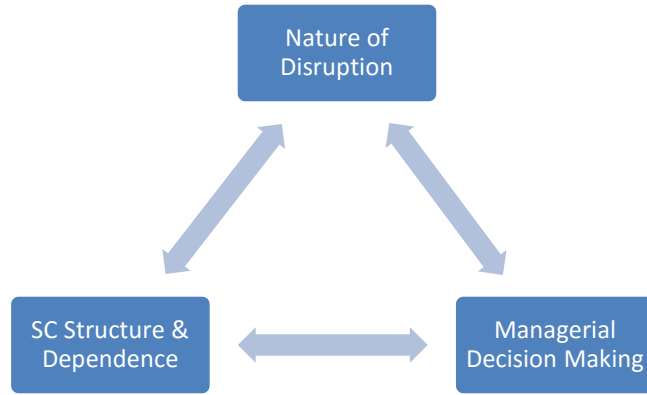 Nature of
Disruption
SC Structure &
Dependence
Managerial
Decision Making